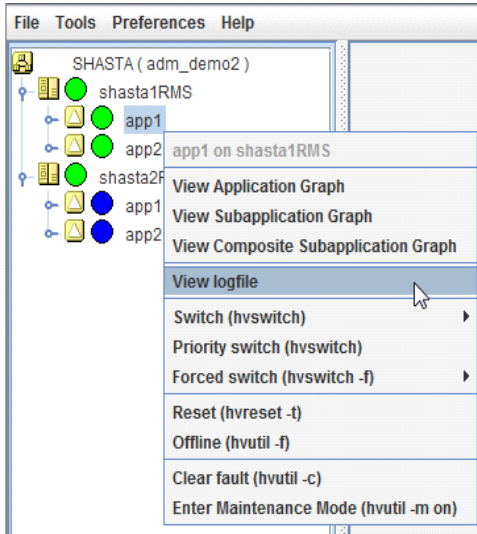 File Tools Preferences Help
SHASTA ( adm_demo2 )
shasta1RMS
app1
app2
shasta2F
app1
app2
app1 on shasta1RMS
View Application Graph
View Subapplication Graph
View Composite Subapplication Graph
View logfile
Switch (hvswitch)
Priority switch (hvswitch)
Forced switch (hvswitch -f)
Reset (hvreset -t)
Offline (hvutil -f)
Clear fault (hvutil -c)
Enter Maintenance Mode (hvutil -m on)